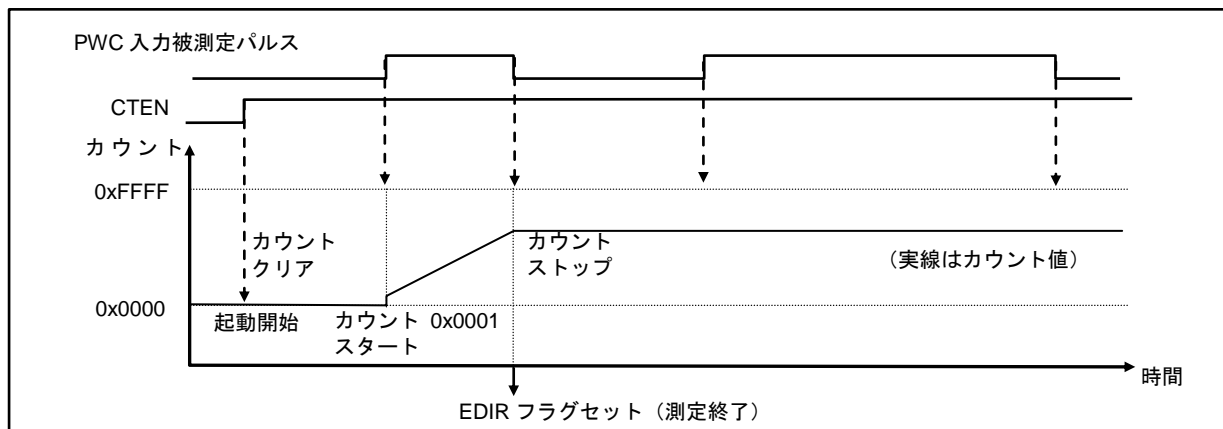 PWC 入力被測定パルス
CTEN
カウント
0xFFFF
カウント
クリア
カウント
ストップ
（実線はカウント値）
0x0000
起動開始
カウント 0x0001
スタート
時間
EDIR フラグセット（測定終了）